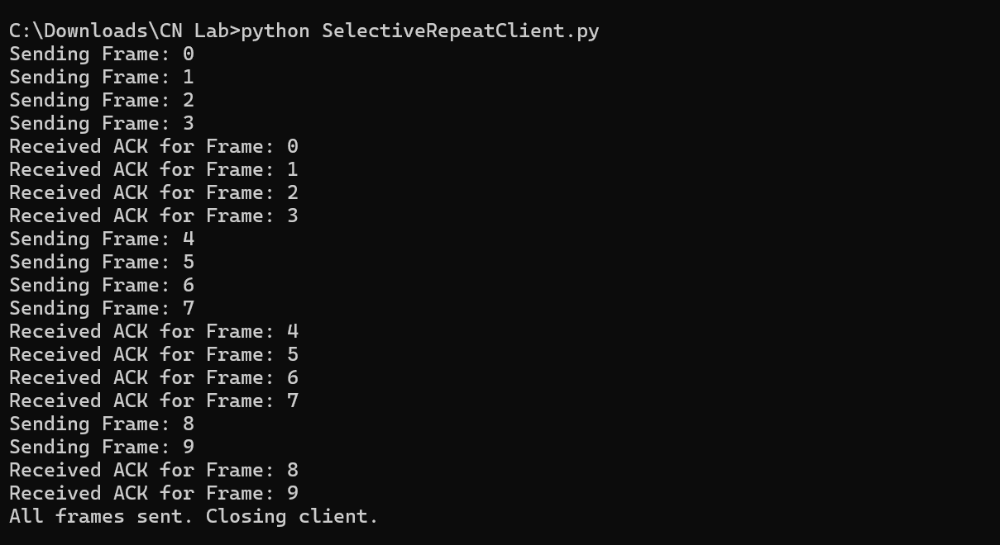 C:\Downloads\CN Lab>python SelectiveRepeatClient.py
Sending Frame: 0
Sending Frame: 1
Sending Frame: 2
Sending Frame: 3
Received ACK for Frame: 0
Received ACK for Frame: 1
Received ACK for Frame: 2
Received ACK for Frame: 3
Sending Frame: 4
Sending Frame: 5
Sending Frame: 6
Sending Frame: 7
Received ACK for Frame: 4
Received ACK for Frame: 5
Received ACK for Frame: 6
Received ACK for Frame: 7
Sending Frame: 8
Sending Frame: 9
Received ACK for Frame: 8
Received ACK for Frame: 9
All frames sent. Closing client.